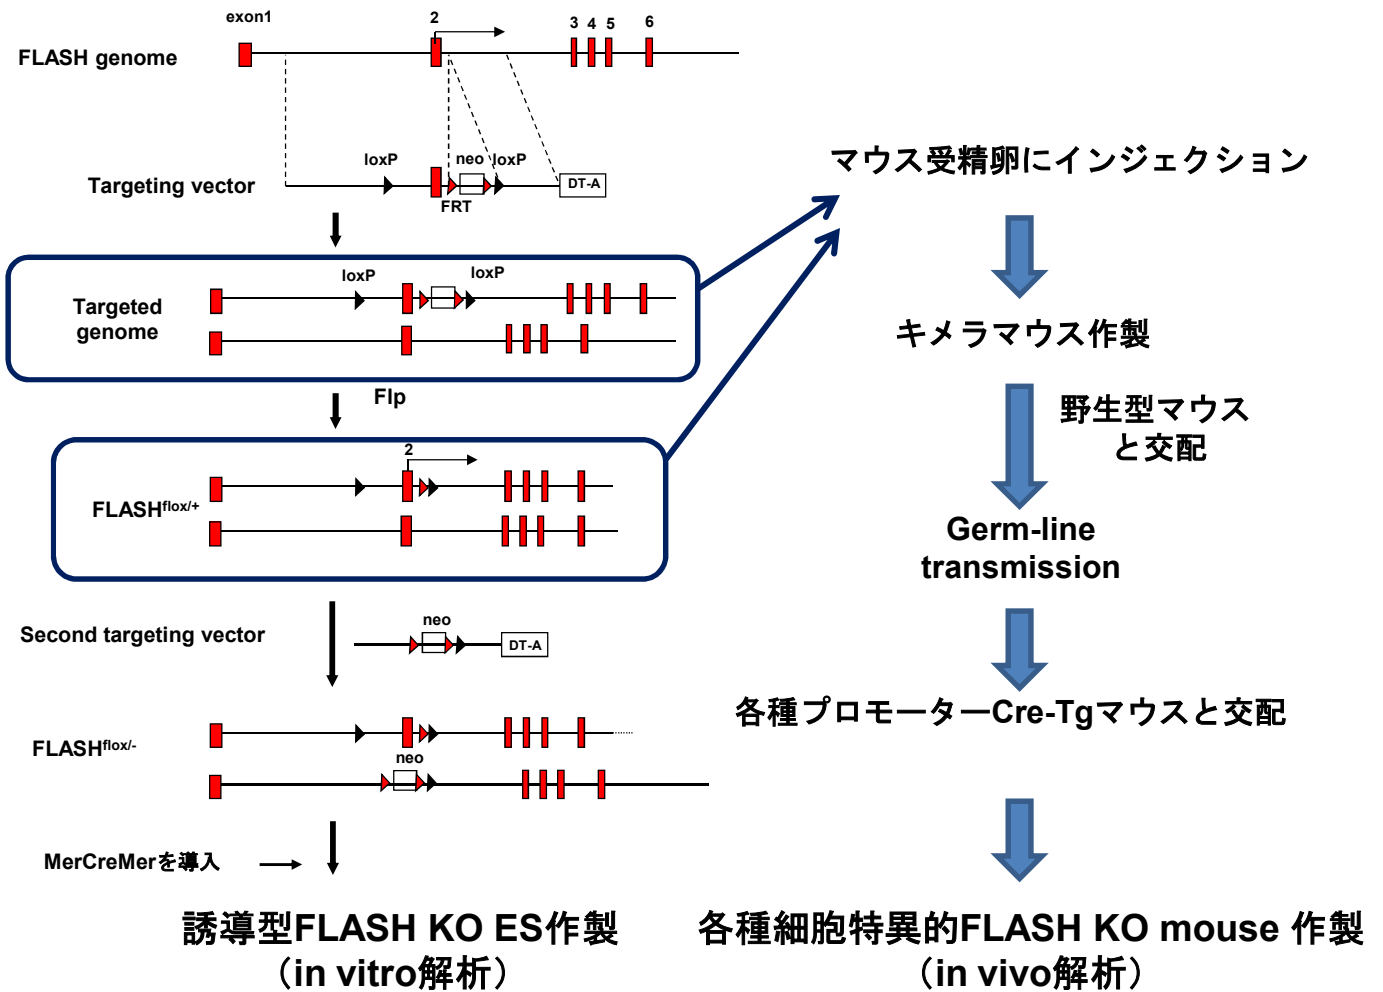 exon1
2
3 4 5 6
FLASH genome
loxP
neo
loxP
Targeting vector
DT-A
FRT
loxP
loxP
Targeted
genome
Flp
2
FLASHflox/+
Second targeting vector
neo
DT-A
FLASHflox/-
neo
MerCreMerを導入
誘導型FLASH KO ES作製
（in vitro解析）
マウス受精卵にインジェクション
キメラマウス作製
野生型マウス
と交配
Germ-line
transmission
各種プロモーターCre-Tgマウスと交配
各種細胞特異的FLASH KO mouse 作製
（in vivo解析）